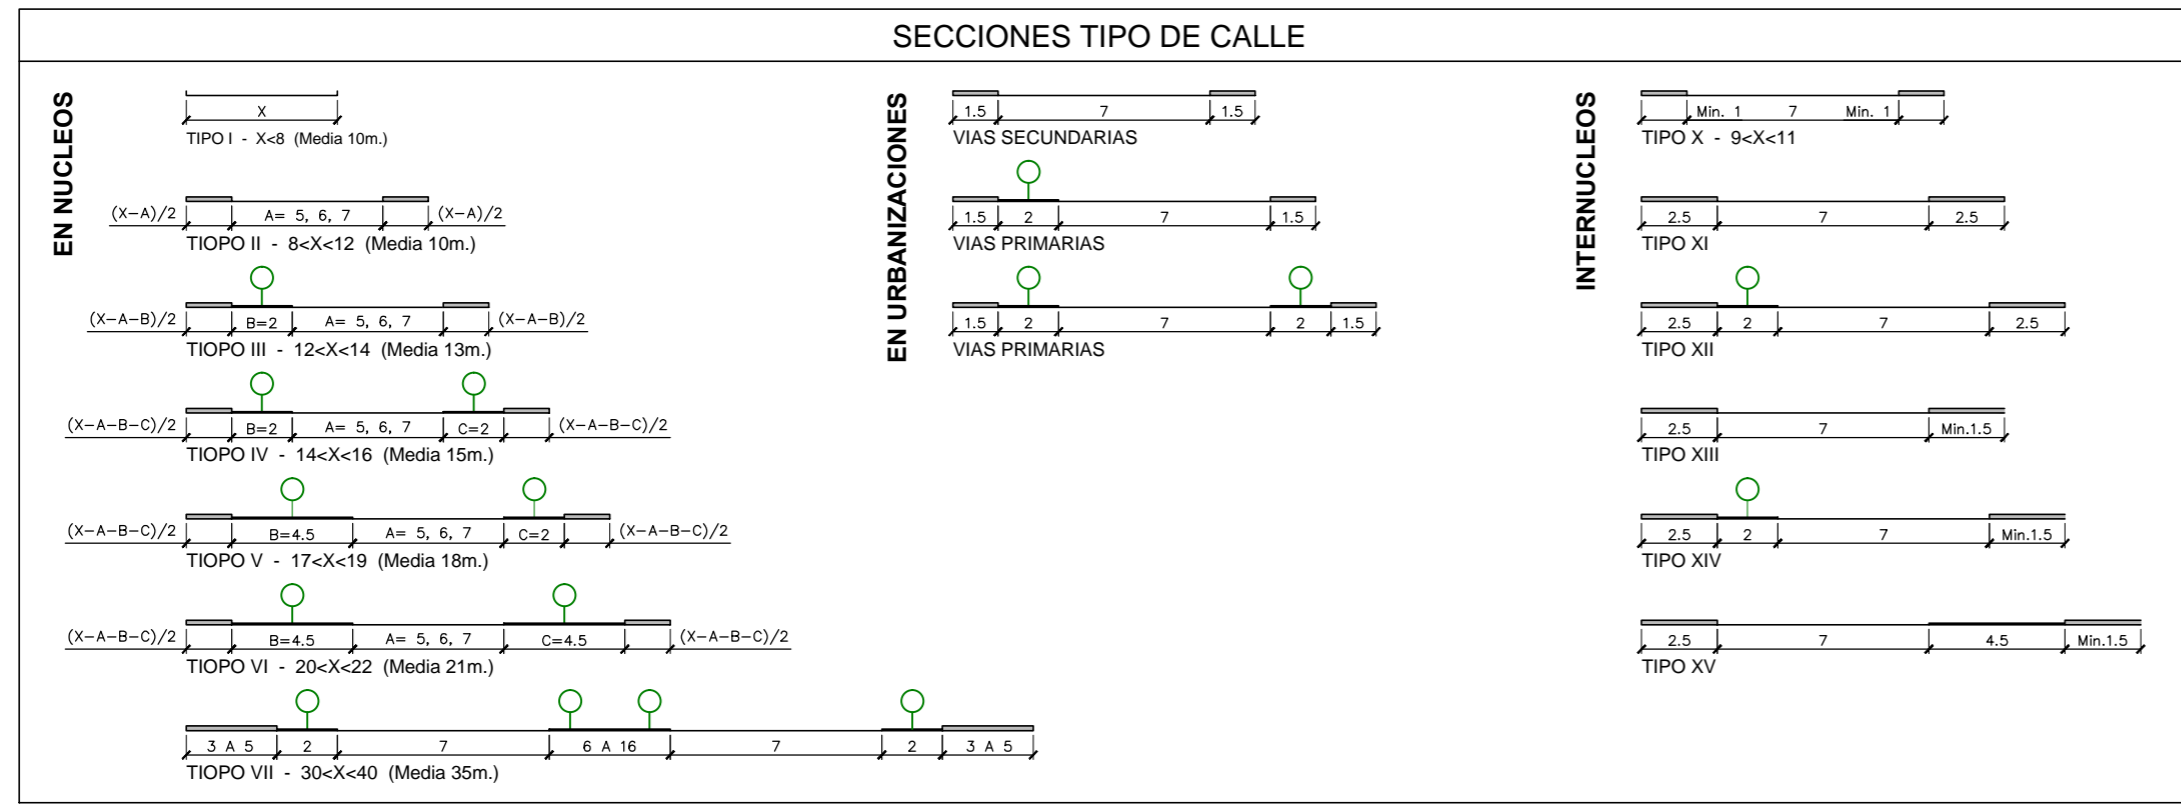 SECCIONES TIPO DE CALLE
EN NUCLEOS
X
TIPO I - X<8 (Media 10m.)
(X-A)/2 A= 5, 6, 7 (X-A)/2
TIOPO II - 8<X<12 (Media 10m.)
(X-A-B)/2 B=2 A= 5, 6, 7 (X-A-B)/2
TIOPO III - 12<X<14 (Media 13m.)
(X-A-B-C)/2 B=2 A= 5, 6, 7 C=2 (X-A-B-C)/2
TIOPO IV - 14<X<16 (Media 15m.)
(X-A-B-C)/2 B=4.5 A= 5, 6, 7 C=2 (X-A-B-C)/2
TIOPO V - 17<X<19 (Media 18m.)
(X-A-B-C)/2 B=4.5 A= 5, 6, 7 C=4.5 (X-A-B-C)/2
TIOPO VI - 20<X<22 (Media 21m.)
3 A 5 2 7 6 A 16 7 2 3 A 5
TIOPO VII - 30<X<40 (Media 35m.)
EN URBANIZACIONES
1.5 7 1.5
VIAS SECUNDARIAS
1.5 2 7 1.5
VIAS PRIMARIAS
1.5 2 7 2 1.5
VIAS PRIMARIAS
INTERNUCLEOS
Min. 1 7 Min. 1
TIPO X - 9<X<11
2.5 7 2.5
TIPO XI
2.5 2 7 2.5
TIPO XII
2.5 7 Min.1.5
TIPO XIII
2.5 2 7 Min.1.5
TIPO XIV
2.5 7 4.5 Min.1.5
TIPO XV